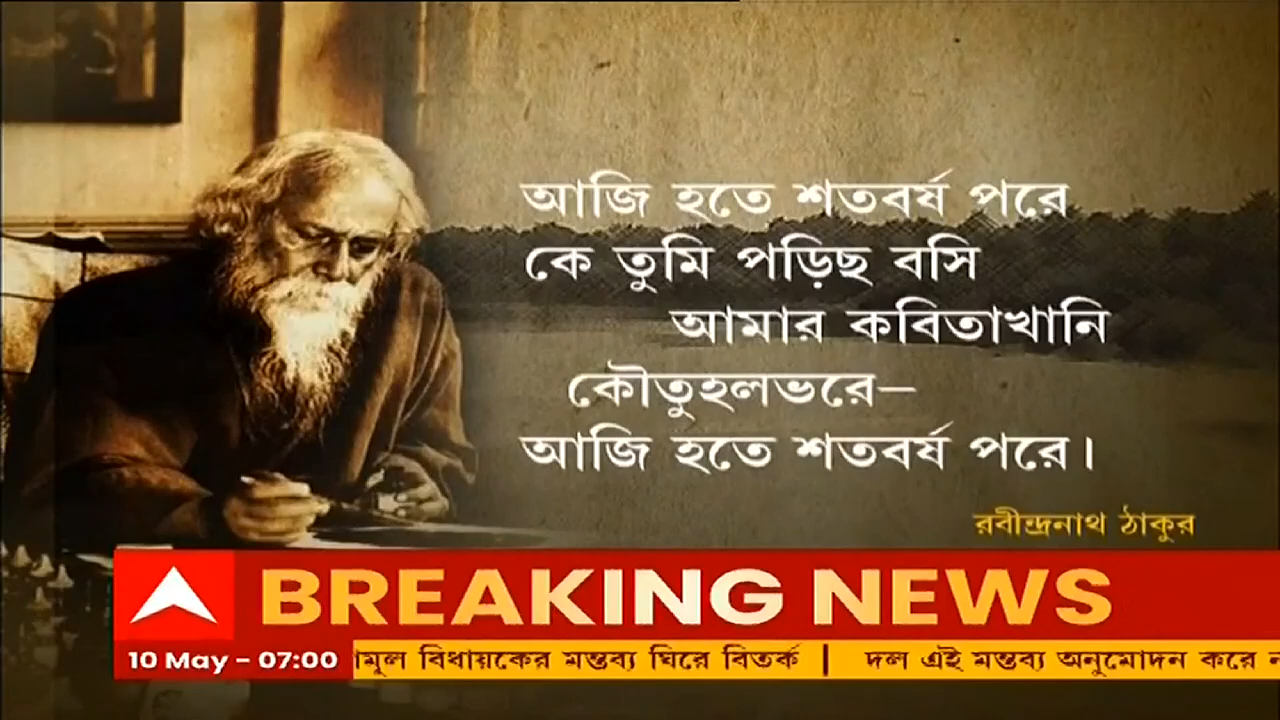 আজি হতে শতবর্ষ পরে
কে তুমি পড়িছ বসি
আমার কবিতাখানি
কৌতুহলভরে—
আজি হতে শতবর্ষ পরে।
রবীন্দ্রনাথ ঠাকুর
BREAKING NEWS
10 May – 07:00
বিধায়কের মন্তব্য ঘিরে বিতর্ক | দল এই মন্তব্য অনুমোদন করে